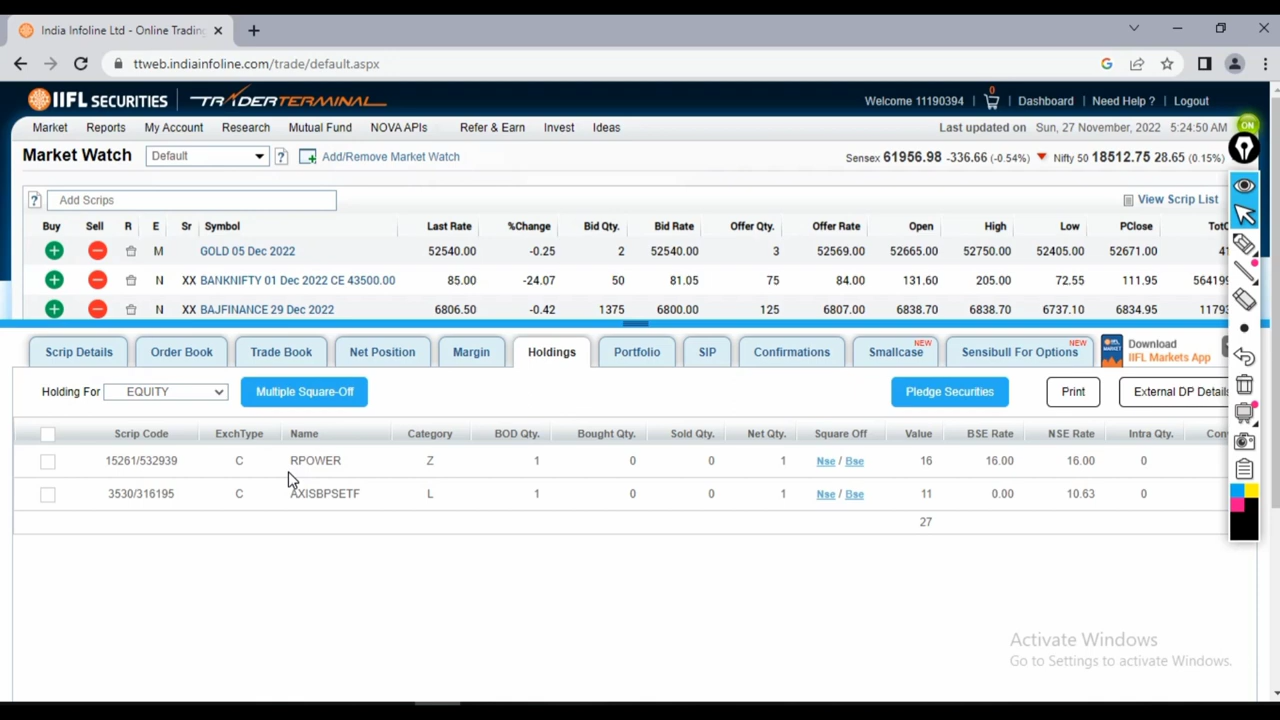 India Infoline Ltd - Online Trading
ttweb.indiainfoline.com/trade/default.aspx
IIFL SECURITIES TRADERTERMINAL Welcome 11190394 0 Dashboard Need Help ? Logout
Market Reports My Account Research Mutual Fund NOVA APIs Refer & Earn Invest Ideas Last updated on Sun, 27 November, 2022 5:24:50 AM ON
Market Watch Default ? Add/Remove Market Watch Sensex 61956.98 -336.66 (-0.54%) Nifty 50 18512.75 28.65 (0.15%)
? Add Scrips View Scrip List
Buy Sell R E Sr Symbol Last Rate %Change Bid Qty. Bid Rate Offer Qty. Offer Rate Open High Low PClose TotQ
M GOLD 05 Dec 2022 52540.00 -0.25 2 52540.00 3 52569.00 52665.00 52750.00 52405.00 52671.00 41
N XX BANKNIFTY 01 Dec 2022 CE 43500.00 85.00 -24.07 50 81.05 75 84.00 131.60 205.00 72.55 111.95 564199
N XX BAJFINANCE 29 Dec 2022 6806.50 -0.42 1375 6800.00 125 6807.00 6838.70 6838.70 6737.10 6834.95 11793
Scrip Details Order Book Trade Book Net Position Margin Holdings Portfolio SIP Confirmations Smallcase NEW Sensibull For Options NEW Download
IIFL Markets App
Holding For EQUITY Multiple Square-Off Pledge Securities Print External DP Details
Scrip Code ExchType Name Category BOD Qty. Bought Qty. Sold Qty. Net Qty. Square Off Value BSE Rate NSE Rate Intra Qty. Con
15261/532939 C RPOWER Z 1 0 0 1 Nse / Bse 16 16.00 16.00 0
3530/316195 C AXISBPSETF L 1 0 0 1 Nse / Bse 11 0.00 10.63 0
27
Activate Windows
Go to Settings to activate Windows.